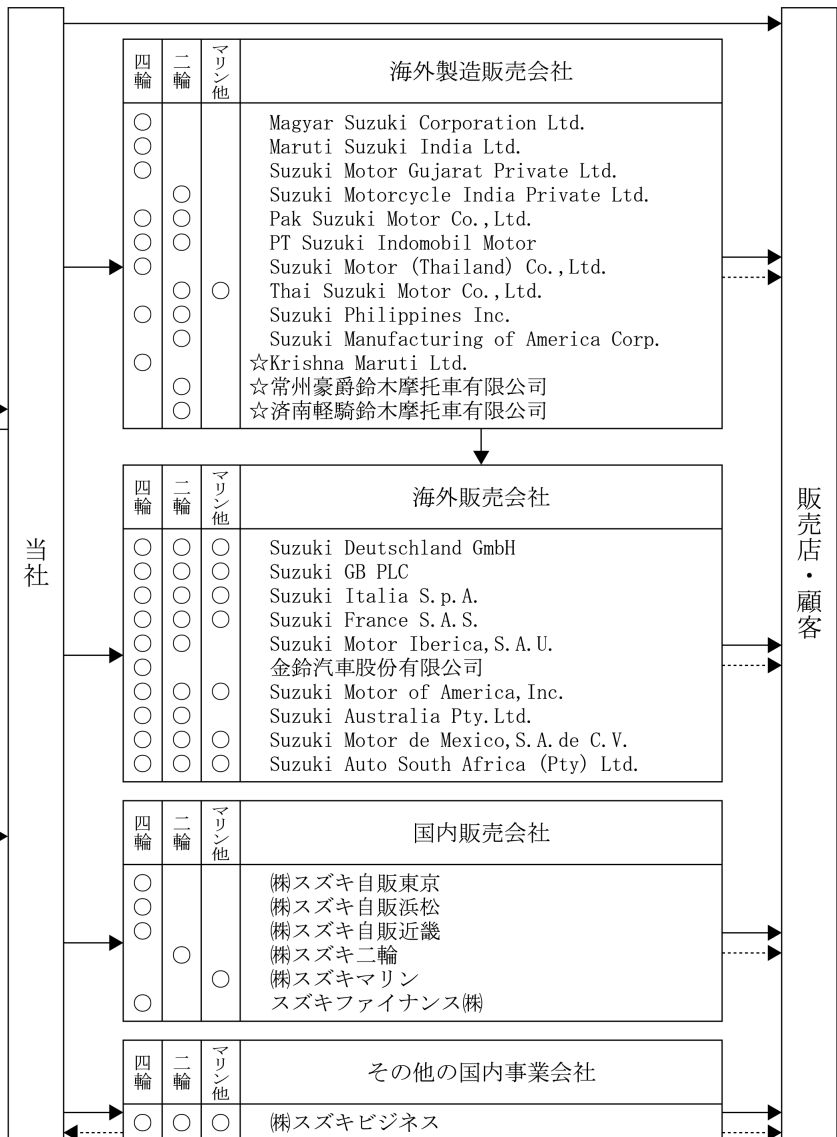 当社
販売店・顧客
四輪 二輪 マリン他 海外製造販売会社
○ Magyar Suzuki Corporation Ltd.
○ Maruti Suzuki India Ltd.
○ Suzuki Motor Gujarat Private Ltd.
○ Suzuki Motorcycle India Private Ltd.
○ ○ Pak Suzuki Motor Co.,Ltd.
○ ○ PT Suzuki Indomobil Motor
○ Suzuki Motor (Thailand) Co.,Ltd.
○ ○ Thai Suzuki Motor Co.,Ltd.
○ ○ Suzuki Philippines Inc.
○ Suzuki Manufacturing of America Corp.
○ ☆Krishna Maruti Ltd.
○ ☆常州豪爵鈴木摩托車有限公司
○ ☆済南軽騎鈴木摩托車有限公司
四輪 二輪 マリン他 海外販売会社
○ ○ ○ Suzuki Deutschland GmbH
○ ○ ○ Suzuki GB PLC
○ ○ ○ Suzuki Italia S.p.A.
○ ○ ○ Suzuki France S.A.S.
○ ○ Suzuki Motor Iberica,S.A.U.
○ 金鈴汽車股份有限公司
○ ○ ○ Suzuki Motor of America,Inc.
○ ○ Suzuki Australia Pty.Ltd.
○ ○ ○ Suzuki Motor de Mexico,S.A.de C.V.
○ ○ ○ Suzuki Auto South Africa (Pty) Ltd.
四輪 二輪 マリン他 国内販売会社
○ ㈱スズキ自販東京
○ ㈱スズキ自販浜松
○ ㈱スズキ自販近畿
○ ㈱スズキ二輪
○ ㈱スズキマリン
○ スズキファイナンス㈱
四輪 二輪 マリン他 その他の国内事業会社
○ ○ ○ ㈱スズキビジネス